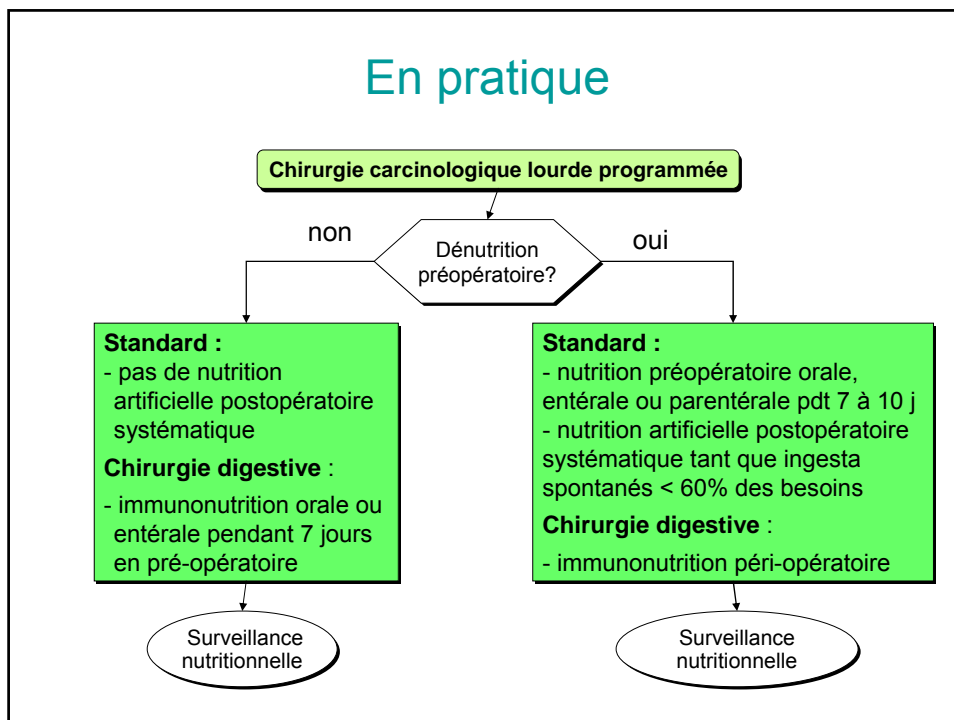 En pratique
Chirurgie carcinologique lourde programmée
non
oui
Dénutrition
préopératoire?
Standard :
- pas de nutrition
artificielle postopératoire
systématique
Chirurgie digestive :
- immunonutrition orale ou
entérale pendant 7 jours
en pré-opératoire
Standard :
- nutrition préopératoire orale,
entérale ou parentérale pdt 7 à 10 j
- nutrition artificielle postopératoire
systématique tant que ingesta
spontanés < 60% des besoins
Chirurgie digestive :
- immunonutrition péri-opératoire
Surveillance
nutritionnelle
Surveillance
nutritionnelle